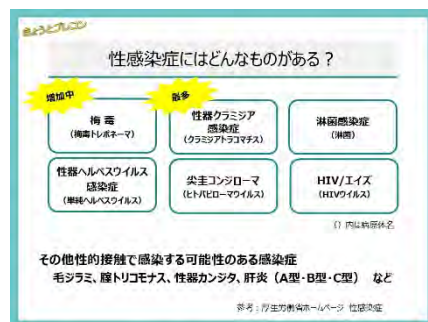 きょうとプレコン
性感染症にはどんなものがある？
増加中
最多
梅毒
（梅毒トレポネーマ）
性器クラミジア
感染症
（クラミジアトラコマチス）
淋菌感染症
（淋菌）
性器ヘルペスウイルス
感染症
（単純ヘルペスウイルス）
尖圭コンジローマ
（ヒトパピローマウイルス）
HIV/エイズ
（HIVウイルス）
（）内は病原体名
その他性的接触で感染する可能性のある感染症
毛ジラミ、腟トリコモナス、性器カンジタ、肝炎（A型・B型・C型） など
参考：厚生労働省ホームページ 性感染症